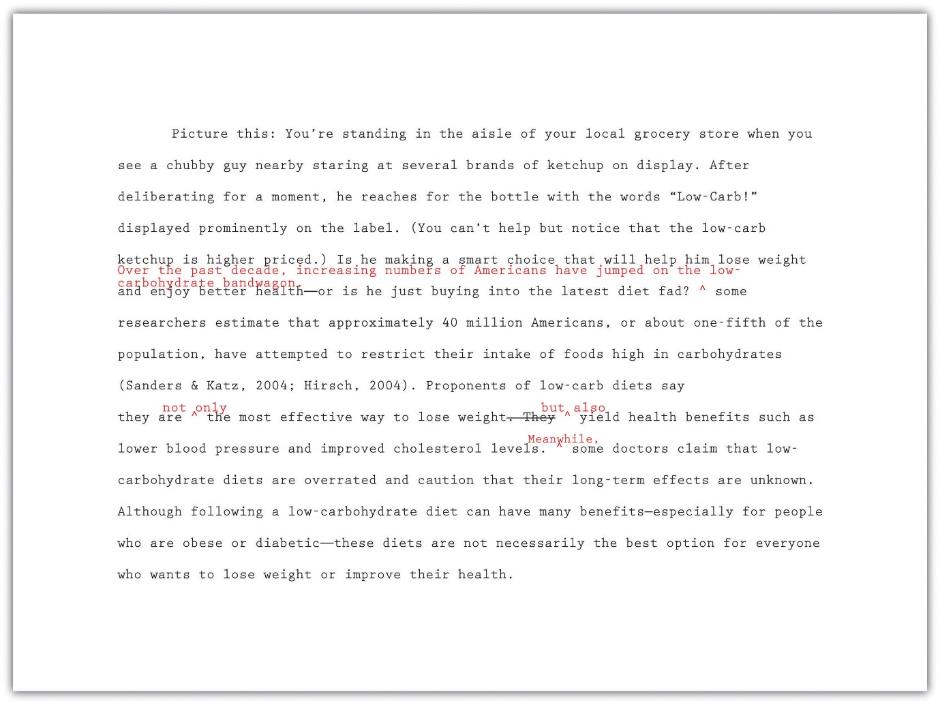 Picture this: You're standing in the aisle of your local grocery store when you
see a chubby guy nearby staring at several brands of ketchup on display. After
deliberating for a moment, he reaches for the bottle with the words “Low-Carb!”
displayed prominently on the label. (You can't help but notice that the low-carb
ketchup is higher priced.) Is he making a smart choice that will help him lose weight
Over the past decade, increasing numbers of Americans have jumped on the low-
carbohydrate bandwagon.
and enjoy better health—or is he just buying into the latest diet fad? ^ some
researchers estimate that approximately 40 million Americans, or about one-fifth of the
population, have attempted to restrict their intake of foods high in carbohydrates
(Sanders & Katz, 2004; Hirsch, 2004). Proponents of low-carb diets say
not only but also
they are ^ the most effective way to lose weight. They ^ yield health benefits such as
Meanwhile,
lower blood pressure and improved cholesterol levels. ^ some doctors claim that low-
carbohydrate diets are overrated and caution that their long-term effects are unknown.
Although following a low-carbohydrate diet can have many benefits—especially for people
who are obese or diabetic—these diets are not necessarily the best option for everyone
who wants to lose weight or improve their health.